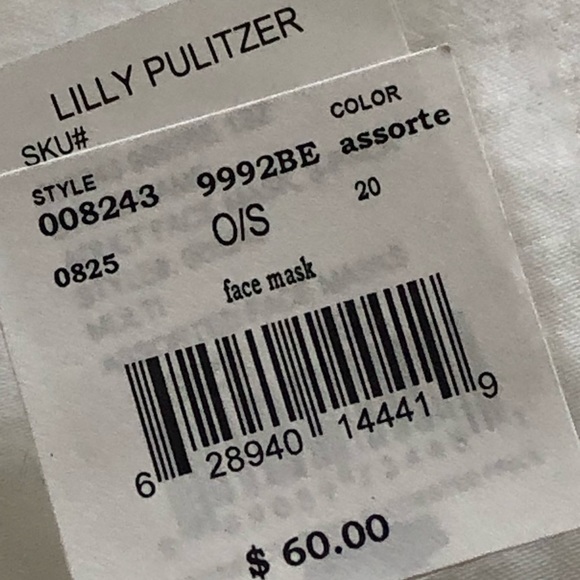 LILLY PULITZER
SKU#
STYLE COLOR
008243 9992BE assorte
0825 O/S 20
face mask
6 28940 14441 9
$ 60.00